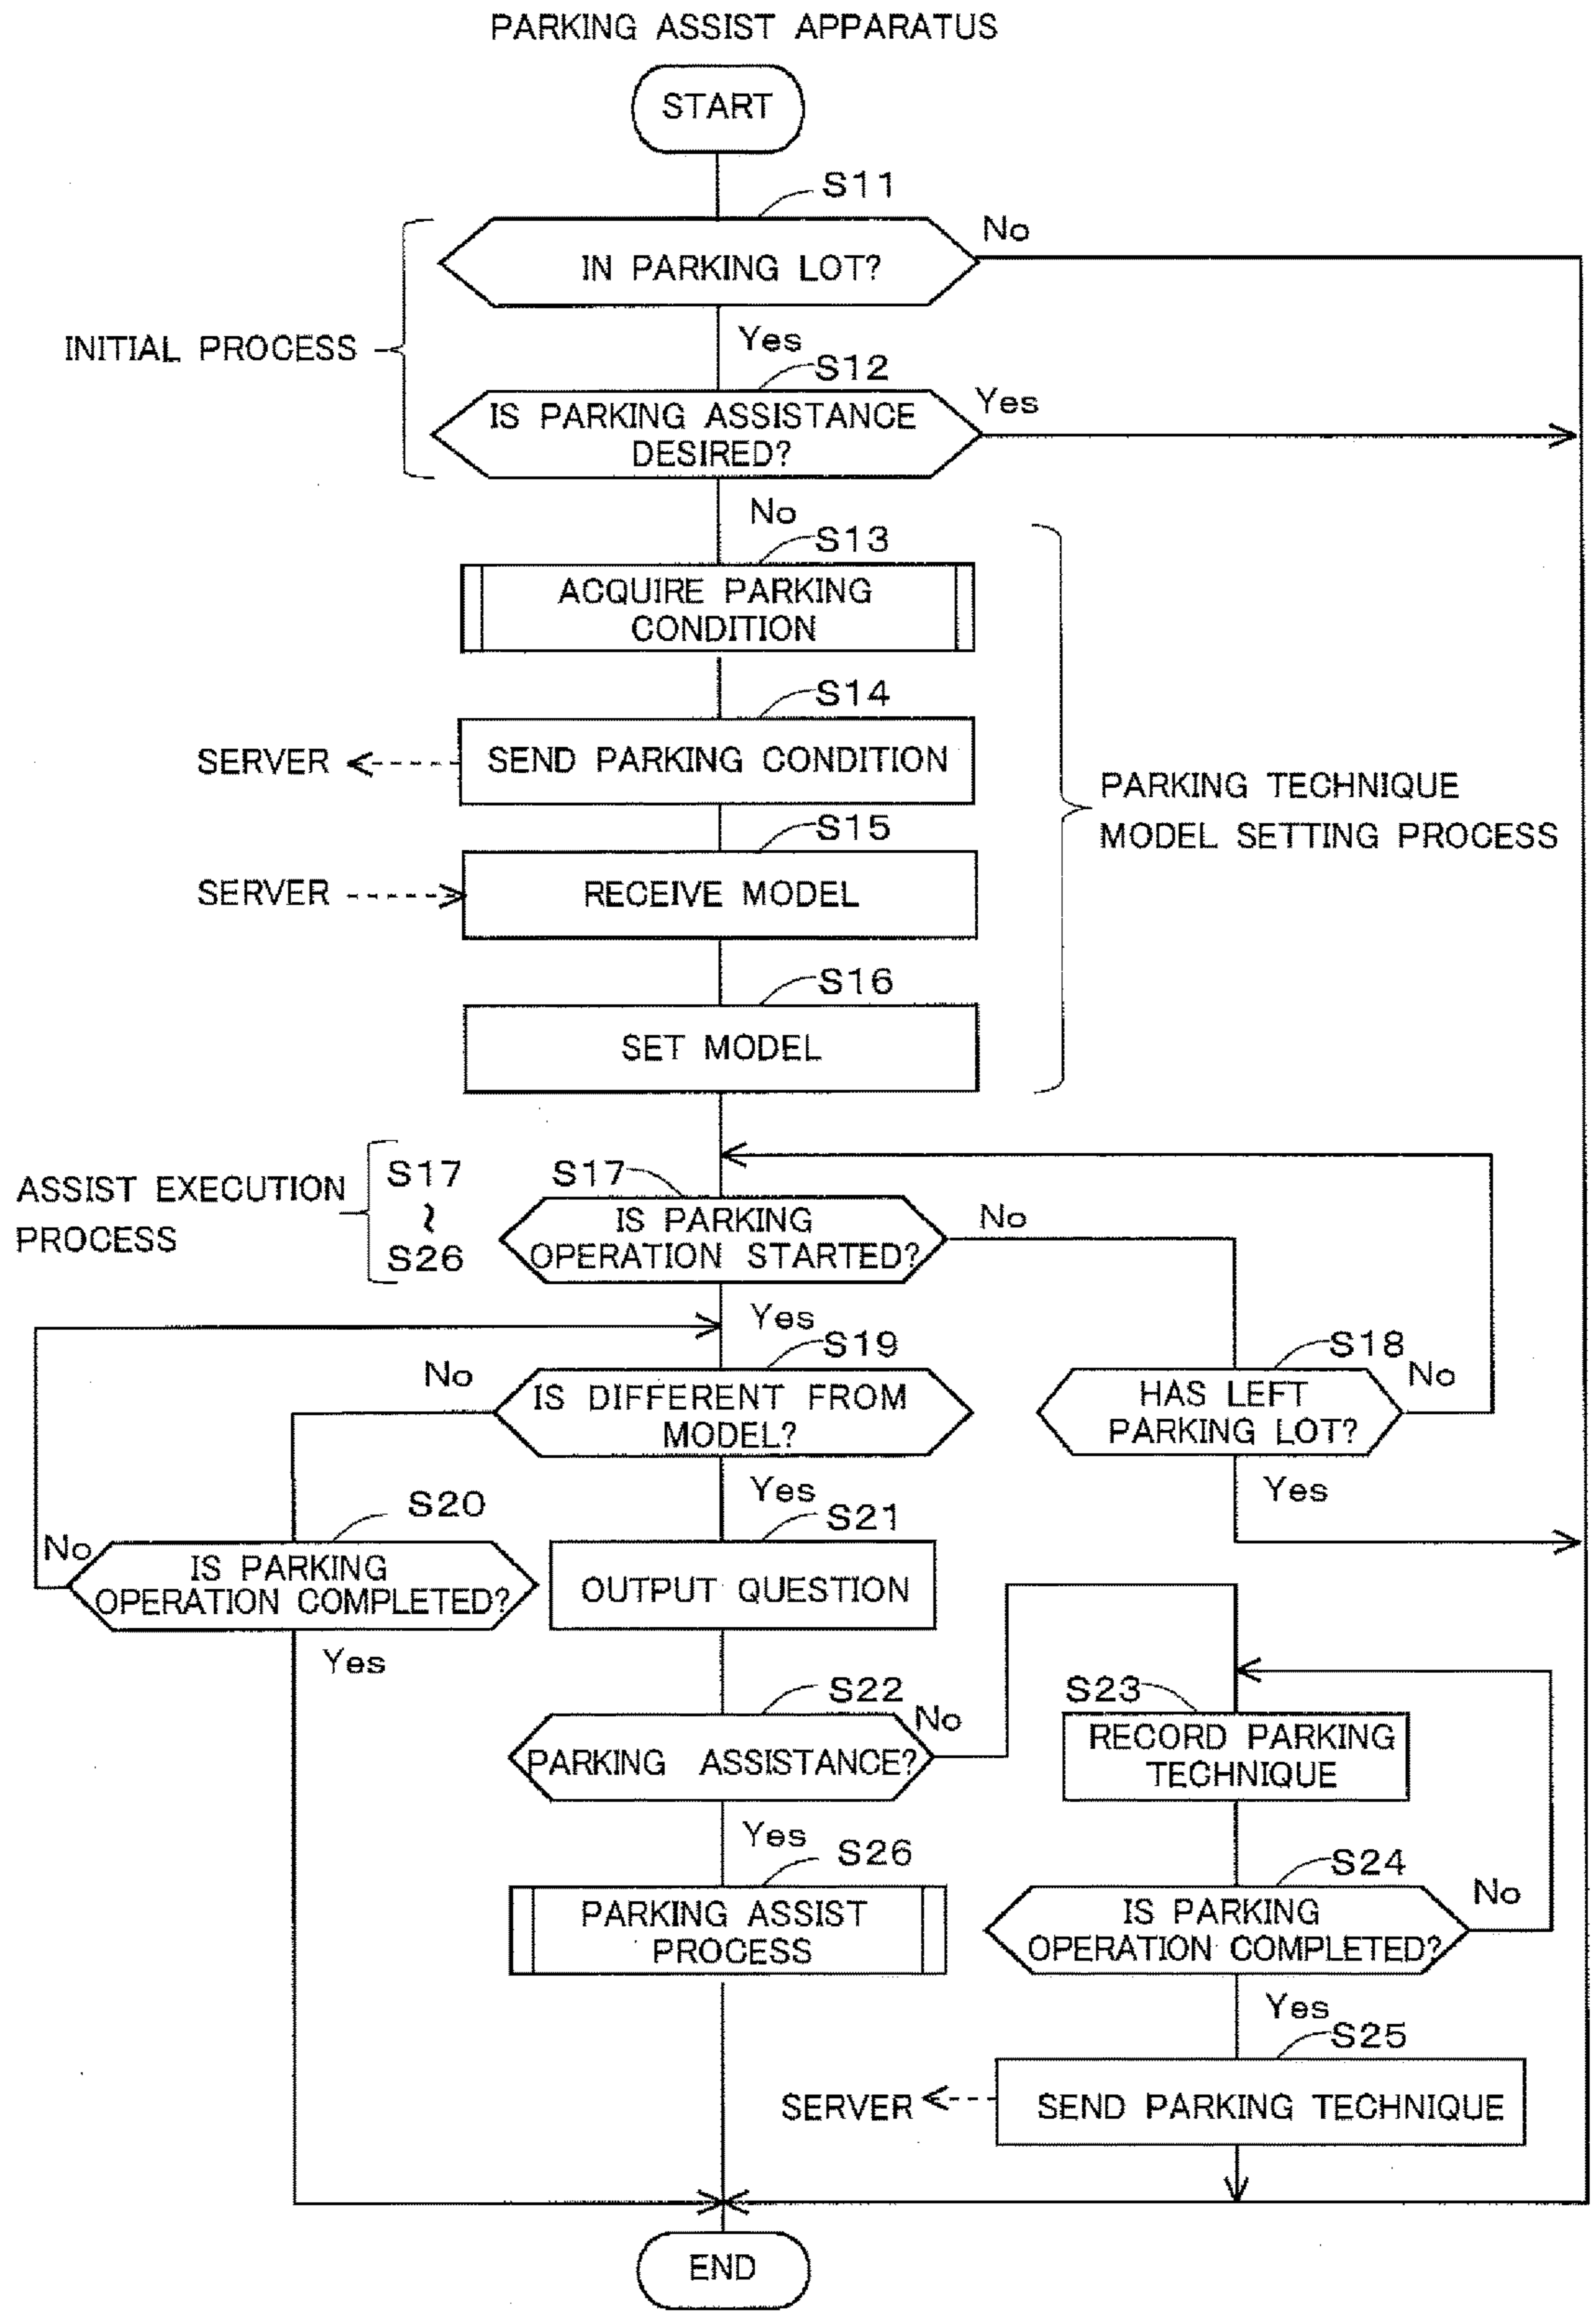 PARKING ASSIST APPARATUS
START
S11
IN PARKING LOT?
No
INITIAL PROCESS
Yes
S12
IS PARKING ASSISTANCE
DESIRED?
Yes
No
S13
ACQUIRE PARKING
CONDITION
S14
SERVER
SEND PARKING CONDITION
PARKING TECHNIQUE
MODEL SETTING PROCESS
S15
SERVER
RECEIVE MODEL
S16
SET MODEL
ASSIST EXECUTION
PROCESS
S17
~
S26
S17
IS PARKING
OPERATION STARTED?
No
Yes
S18
HAS LEFT
PARKING LOT?
No
Yes
S19
IS DIFFERENT FROM
MODEL?
No
Yes
S20
IS PARKING
OPERATION COMPLETED?
No
Yes
S21
OUTPUT QUESTION
S22
PARKING ASSISTANCE?
No
Yes
S23
RECORD PARKING
TECHNIQUE
S24
IS PARKING
OPERATION COMPLETED?
No
Yes
S26
PARKING ASSIST
PROCESS
S25
SERVER
SEND PARKING TECHNIQUE
END